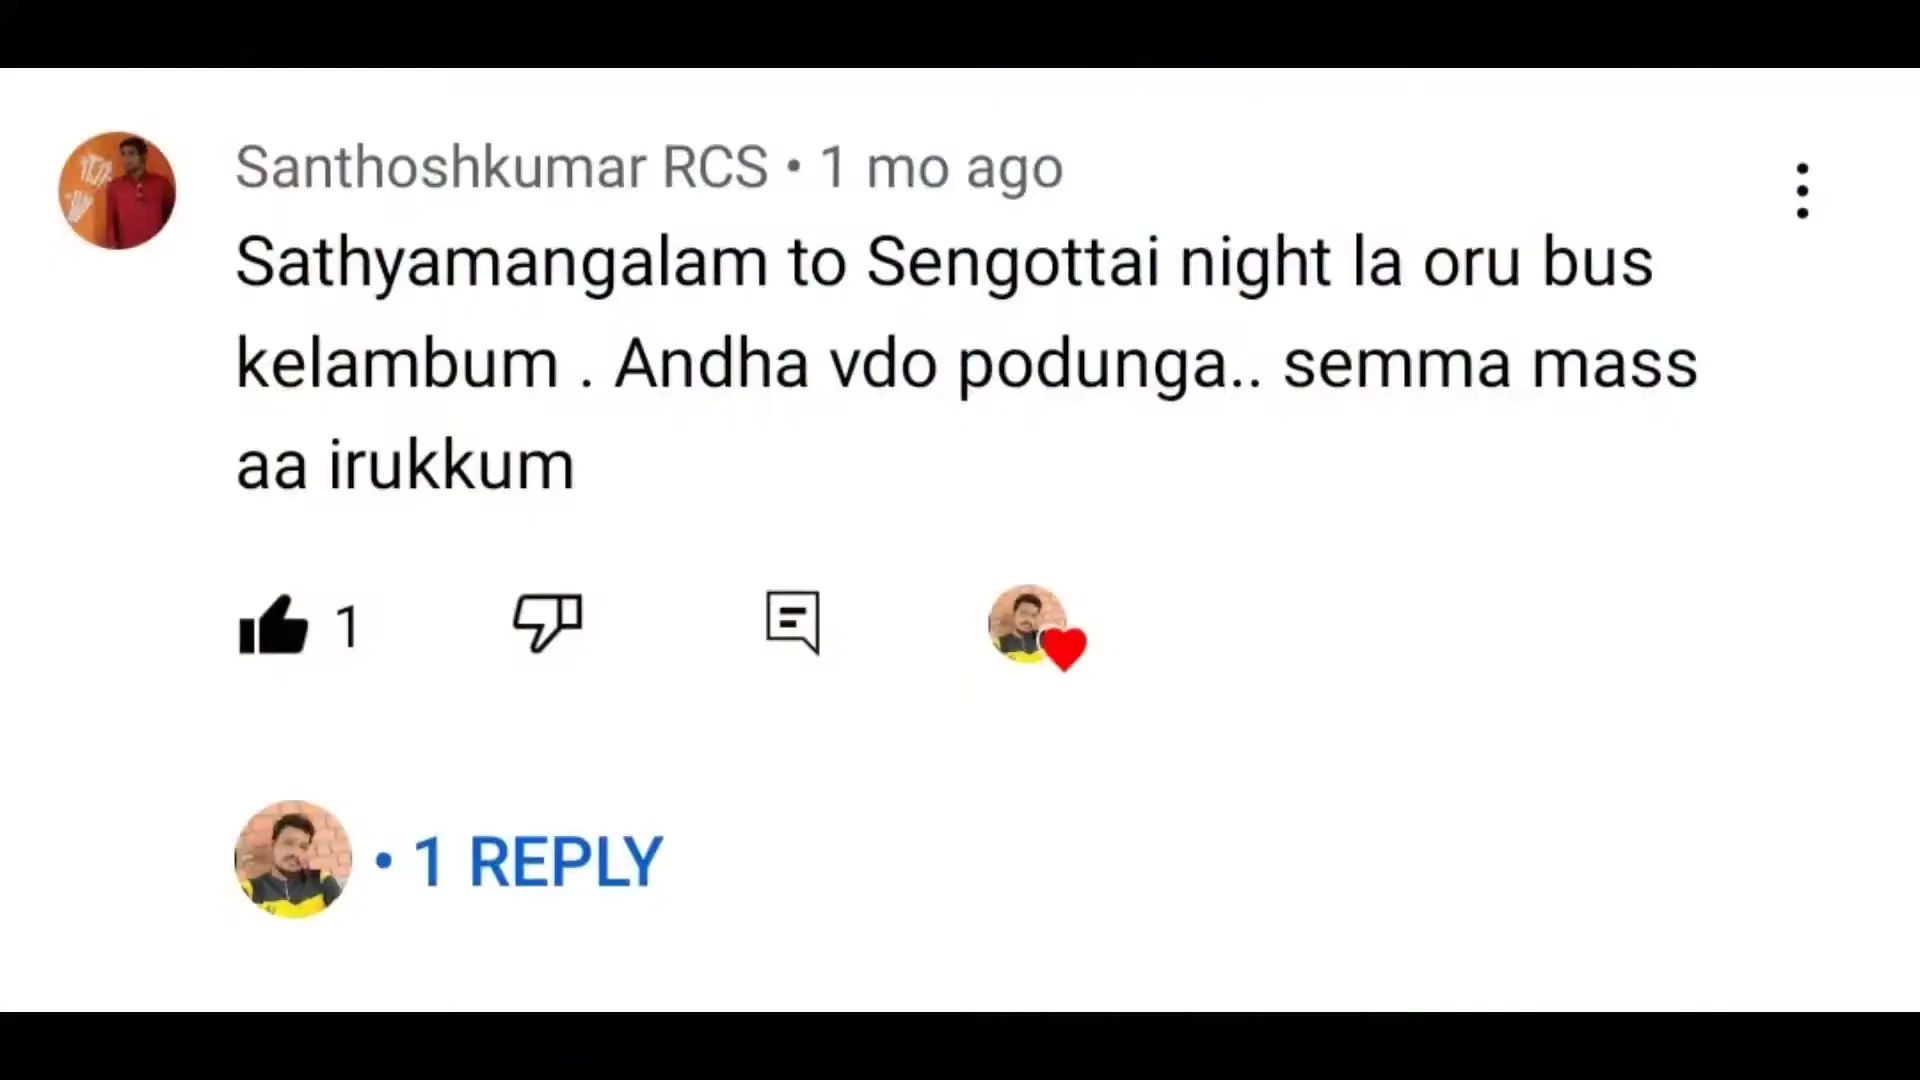 Santhoshkumar RCS • 1 mo ago
Sathyamangalam to Sengottai night la oru bus
kelambum . Andha vdo podunga.. semma mass
aa irukkum
1
• 1 REPLY